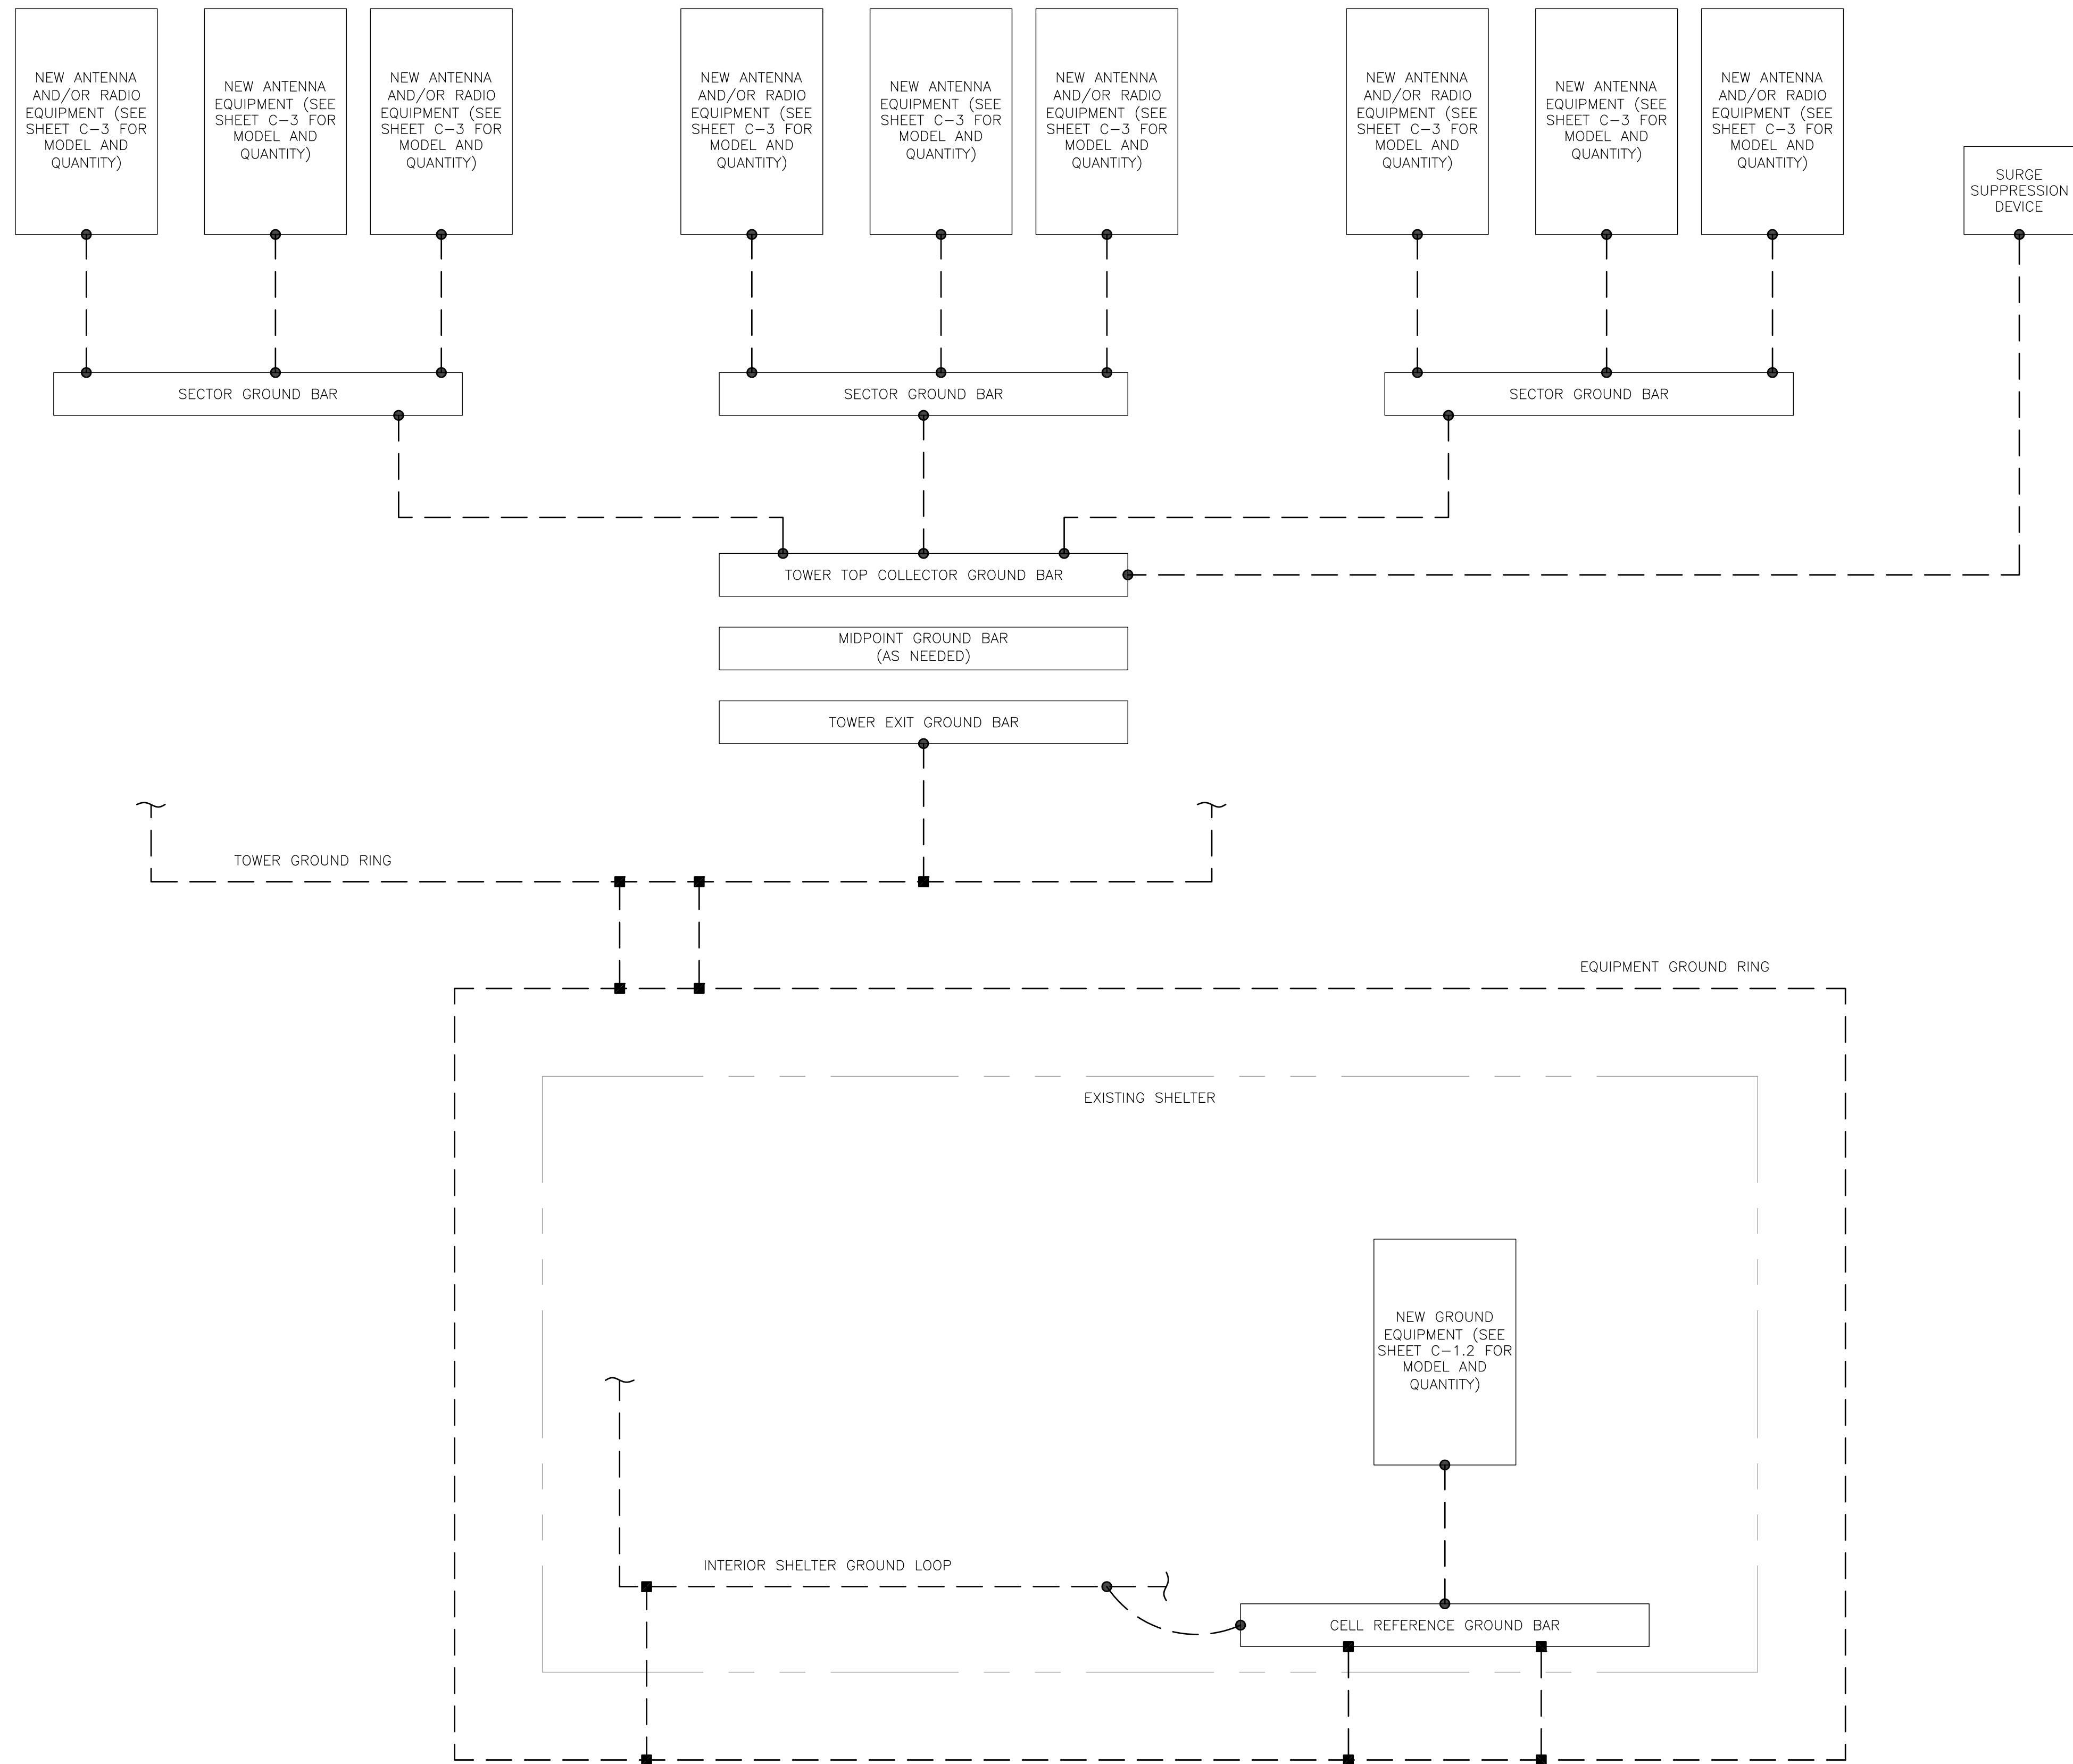 NEW ANTENNA
AND/OR RADIO
EQUIPMENT (SEE
SHEET C-3 FOR
MODEL AND
QUANTITY)
NEW ANTENNA
EQUIPMENT (SEE
SHEET C-3 FOR
MODEL AND
QUANTITY)
NEW ANTENNA
AND/OR RADIO
EQUIPMENT (SEE
SHEET C-3 FOR
MODEL AND
QUANTITY)
NEW ANTENNA
AND/OR RADIO
EQUIPMENT (SEE
SHEET C-3 FOR
MODEL AND
QUANTITY)
NEW ANTENNA
EQUIPMENT (SEE
SHEET C-3 FOR
MODEL AND
QUANTITY)
NEW ANTENNA
AND/OR RADIO
EQUIPMENT (SEE
SHEET C-3 FOR
MODEL AND
QUANTITY)
NEW ANTENNA
AND/OR RADIO
EQUIPMENT (SEE
SHEET C-3 FOR
MODEL AND
QUANTITY)
NEW ANTENNA
EQUIPMENT (SEE
SHEET C-3 FOR
MODEL AND
QUANTITY)
NEW ANTENNA
AND/OR RADIO
EQUIPMENT (SEE
SHEET C-3 FOR
MODEL AND
QUANTITY)
SURGE
SUPPRESSION
DEVICE
SECTOR GROUND BAR
SECTOR GROUND BAR
SECTOR GROUND BAR
TOWER TOP COLLECTOR GROUND BAR
MIDPOINT GROUND BAR
(AS NEEDED)
TOWER EXIT GROUND BAR
TOWER GROUND RING
EQUIPMENT GROUND RING
EXISTING SHELTER
NEW GROUND
EQUIPMENT (SEE
SHEET C-1.2 FOR
MODEL AND
QUANTITY)
INTERIOR SHELTER GROUND LOOP
CELL REFERENCE GROUND BAR